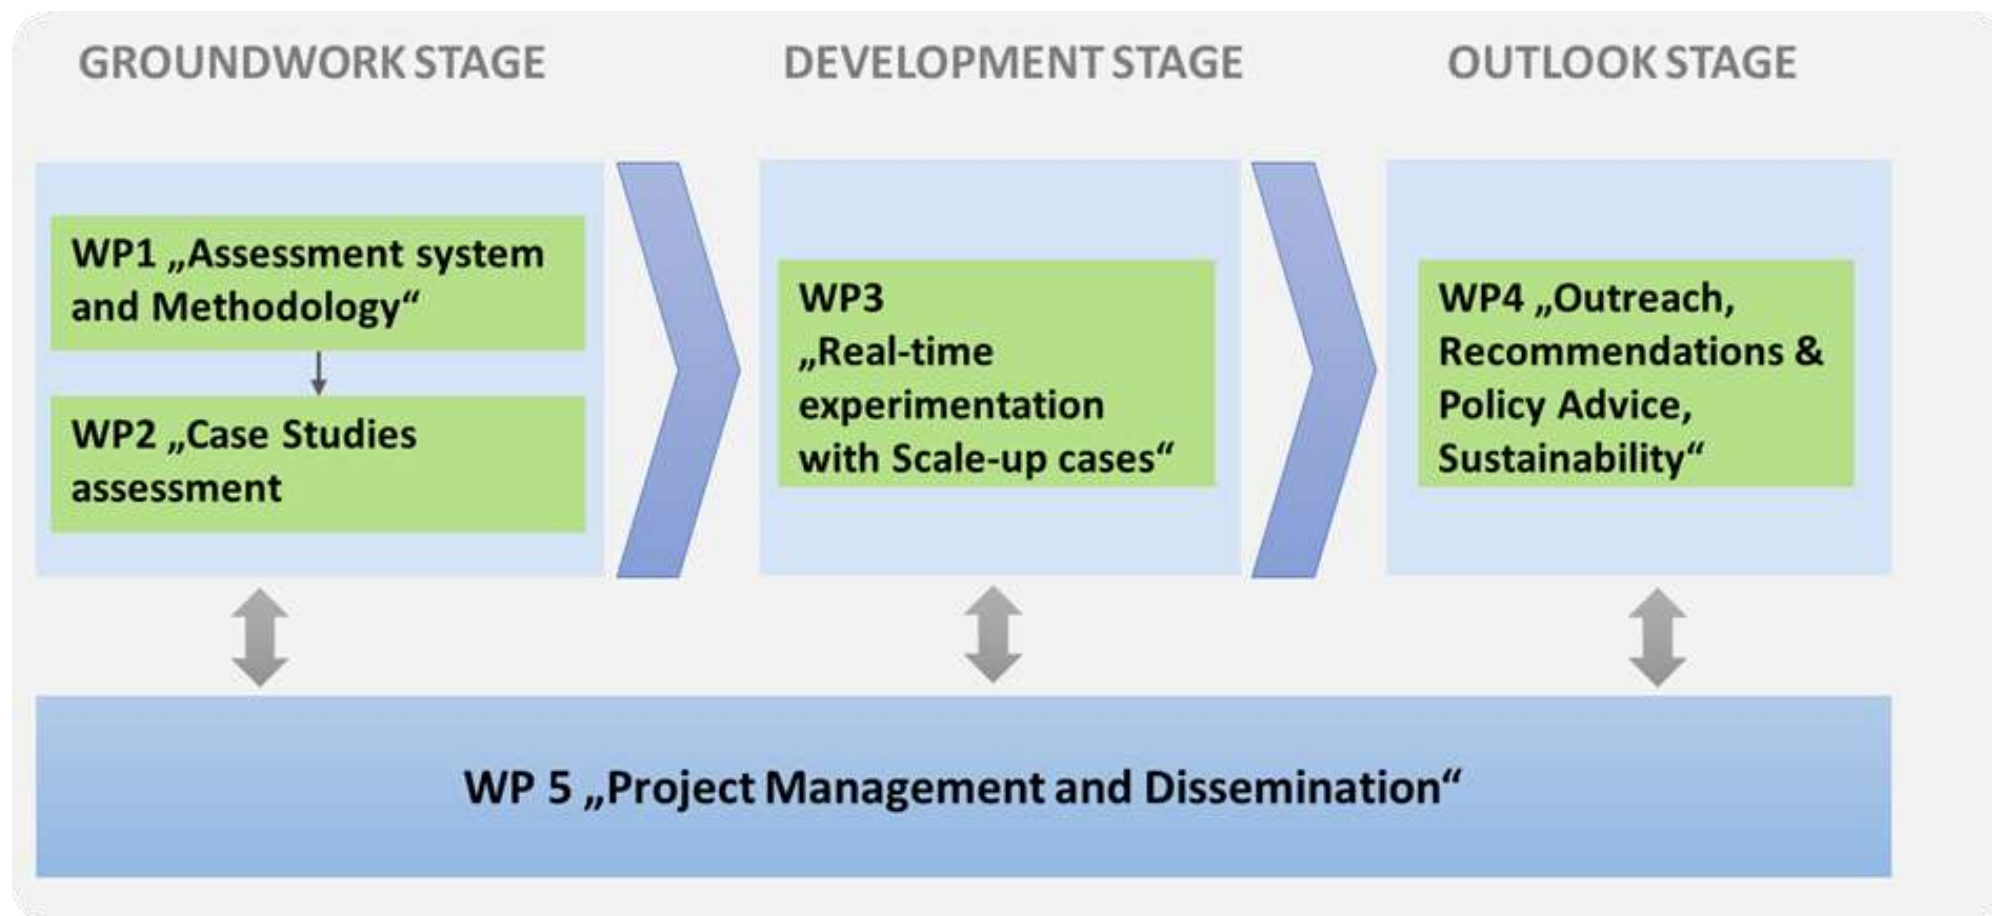 GROUNDWORK STAGE
DEVELOPMENT STAGE
OUTLOOK STAGE
WP1 „Assessment system
and Methodology“
WP2 „Case Studies
assessment
WP3
„Real-time
experimentation
with Scale-up cases“
WP4 „Outreach,
Recommendations &
Policy Advice,
Sustainability“
WP 5 „Project Management and Dissemination“